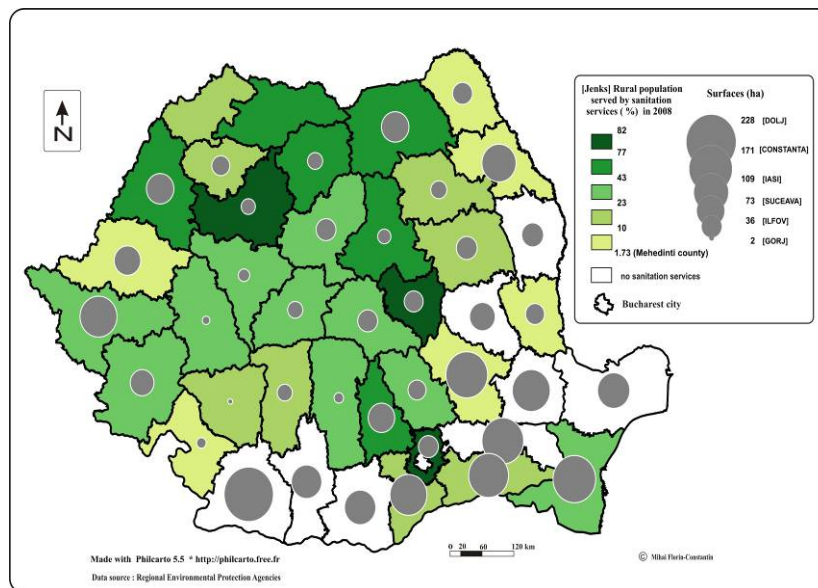 N
[Jenks] Rural population
served by sanitation
services ( %) in 2008
82
77
43
23
10
1.73 (Mehedinti county)
no sanitation services
Bucharest city
Surfaces (ha)
228 [DOLJ]
171 [CONSTANTA]
109 [IASI]
73 [SUCEAVA]
36 [ILFOV]
2 [GORJ]
0 20 60 120 km
Made with Philcarto 5.5 * http://philcarto.free.fr
© Mihai Florin-Constantin
Data source : Regional Environmental Protection Agencies